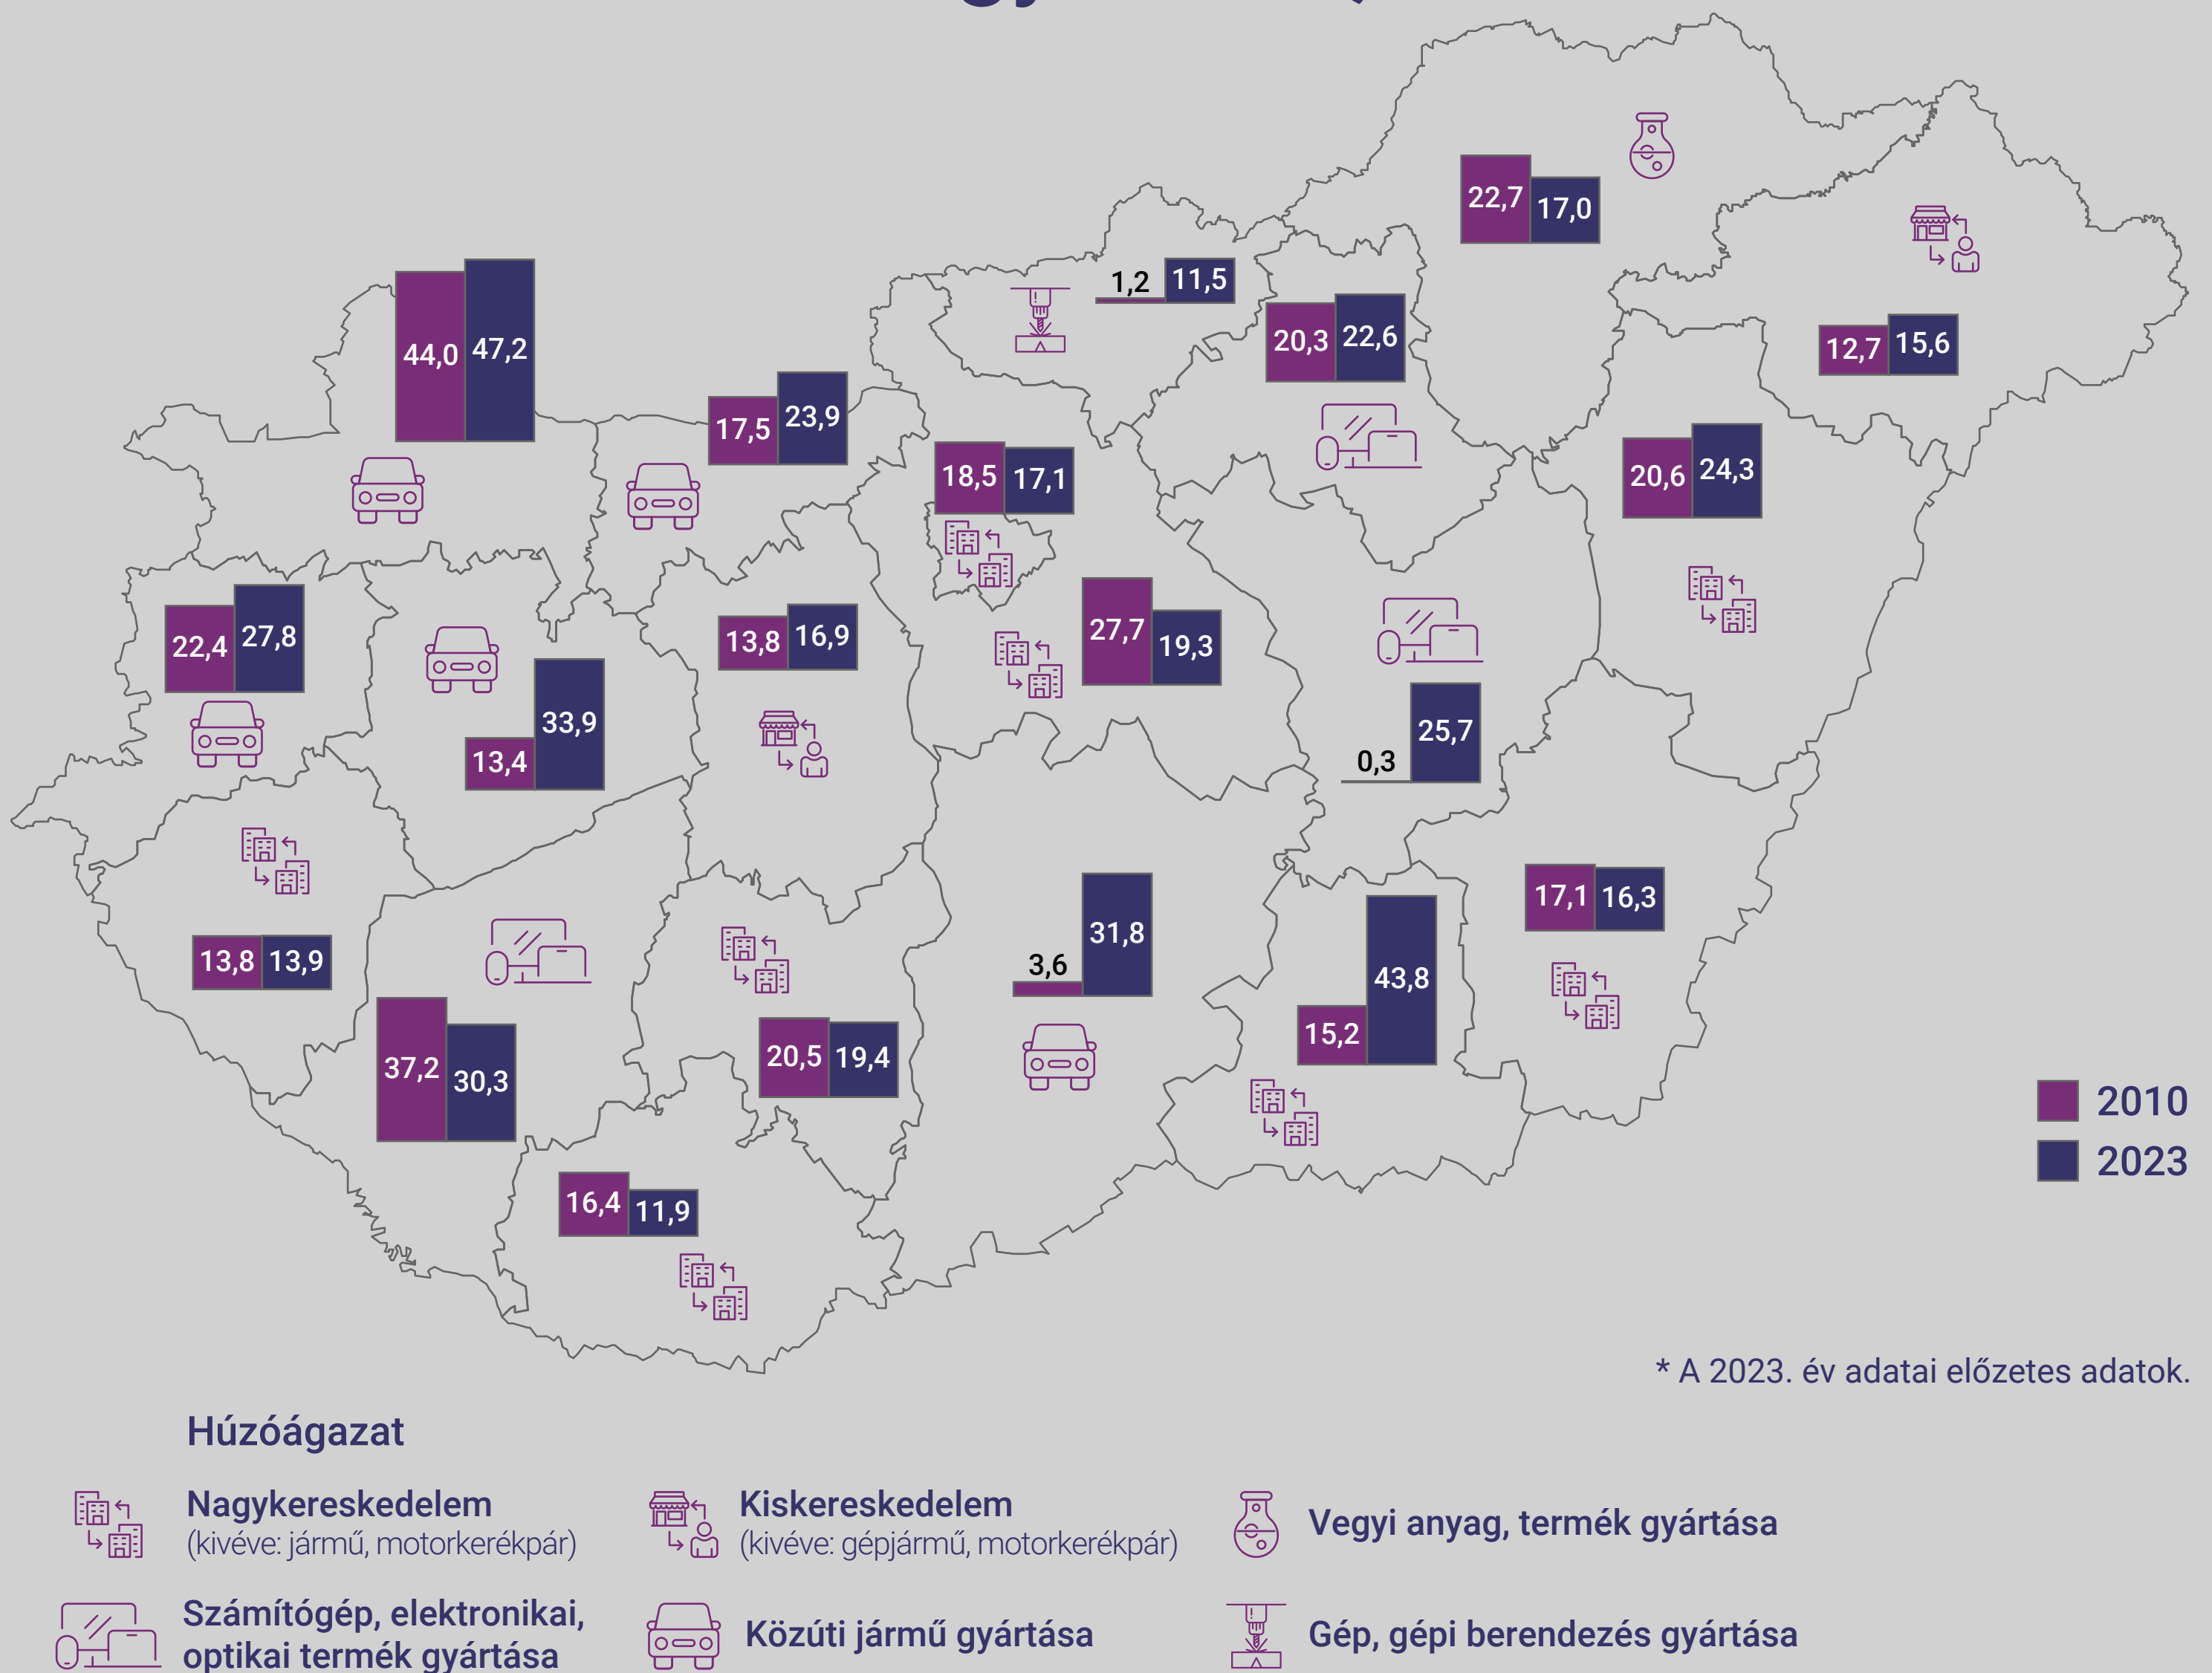 22,7 17,0
1,2 11,5
20,3 22,6
44,0 47,2
12,7 15,6
17,5 23,9
18,5 17,1
20,6 24,3
22,4 27,8
13,8 16,9
27,7 19,3
13,4 33,9
0,3 25,7
17,1 16,3
3,6 31,8
15,2 43,8
13,8 13,9
37,2 30,3
20,5 19,4
16,4 11,9
2010
2023
* A 2023. év adatai előzetes adatok.
Húzóágazat
Nagykereskedelem
(kivéve: jármű, motorkerékpár)
Kiskereskedelem
(kivéve: gépjármű, motorkerékpár)
Vegyi anyag, termék gyártása
Számítógép, elektronikai,
optikai termék gyártása
Közúti jármű gyártása
Gép, gépi berendezés gyártása